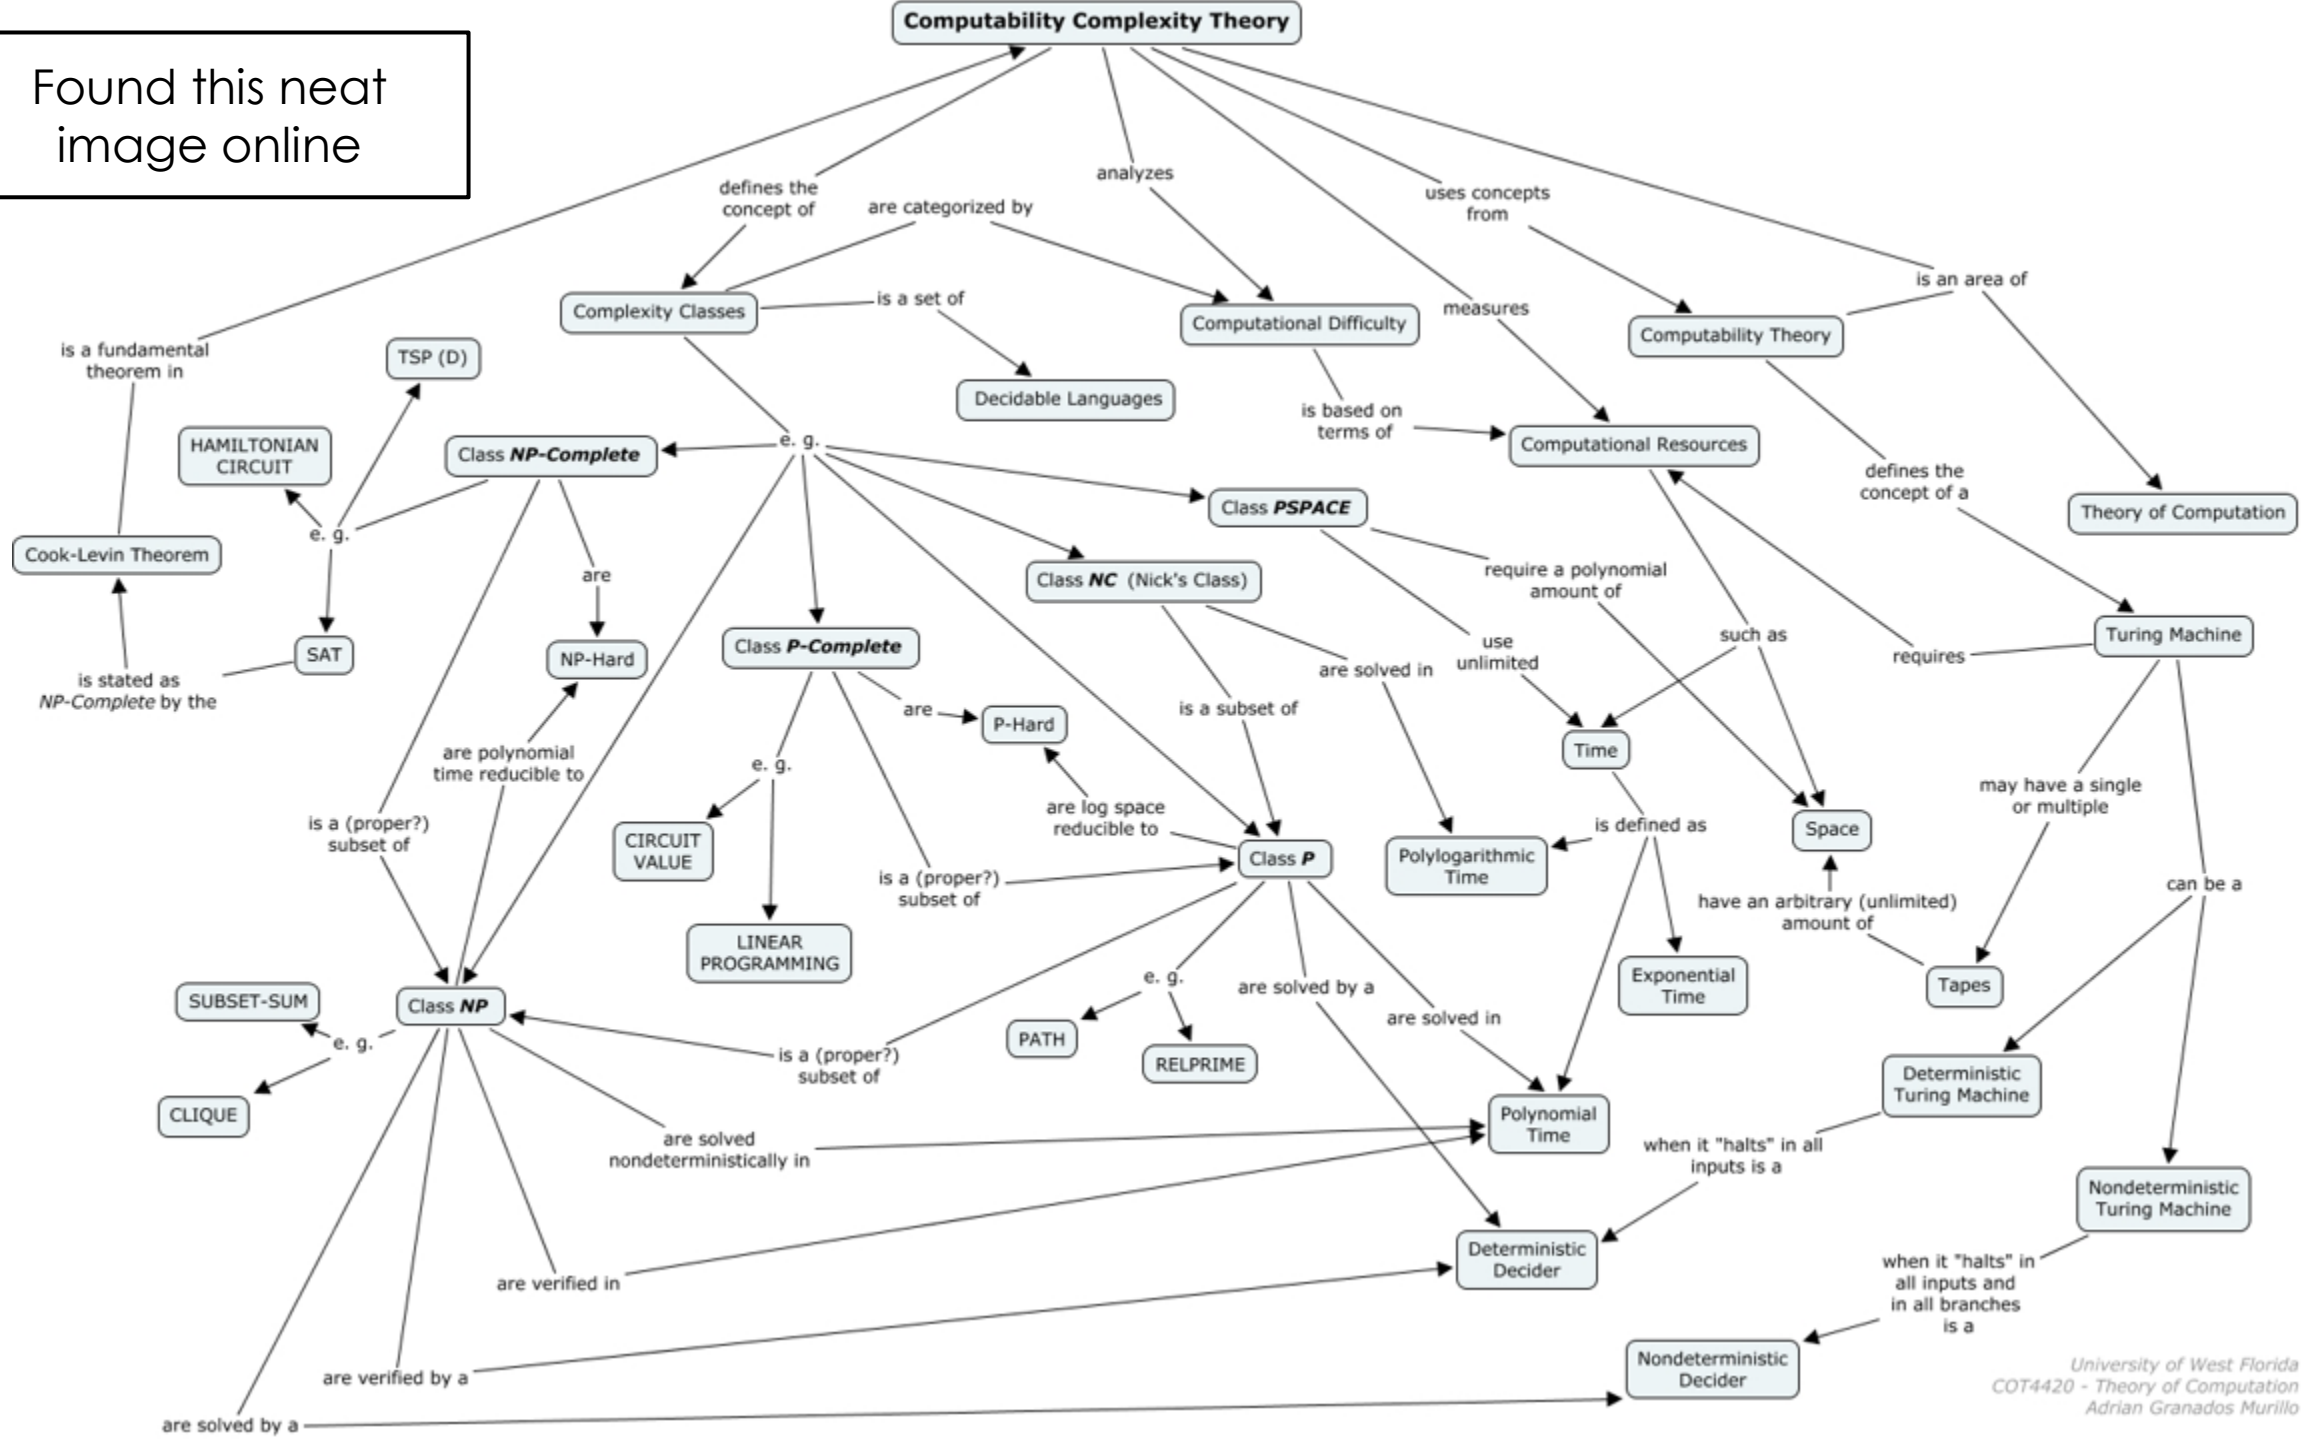 Computability Complexity Theory
Found this neat
image online
defines the
concept of
are categorized by
analyzes
uses concepts
from
is an area of
measures
Complexity Classes
is a set of
Computational Difficulty
Computability Theory
is a fundamental
theorem in
TSP (D)
Decidable Languages
is based on
terms of
Computational Resources
HAMILTONIAN
CIRCUIT
Class NP-Complete
e. g.
defines the
concept of a
Class PSPACE
Theory of Computation
e. g.
Cook-Levin Theorem
are
Class NC (Nick's Class)
require a polynomial
amount of
SAT
NP-Hard
Class P-Complete
use
unlimited
such as
Turing Machine
requires
are solved in
is stated as
NP-Complete by the
are
P-Hard
is a subset of
Time
are polynomial
time reducible to
e. g.
may have a single
or multiple
are log space
reducible to
is a (proper?)
subset of
CIRCUIT
VALUE
is defined as
Space
Class P
Polylogarithmic
Time
is a (proper?)
subset of
can be a
have an arbitrary (unlimited)
amount of
LINEAR
PROGRAMMING
e. g.
are solved by a
Exponential
Time
Tapes
SUBSET-SUM
Class NP
are solved in
e. g.
PATH
is a (proper?)
subset of
RELPRIME
Deterministic
Turing Machine
CLIQUE
Polynomial
Time
are solved
nondeterministically in
when it "halts" in all
inputs is a
Nondeterministic
Turing Machine
Deterministic
Decider
are verified in
when it "halts" in
all inputs and
in all branches
is a
are verified by a
Nondeterministic
Decider
are solved by a
University of West Florida
COT4420 - Theory of Computation
Adrian Granados Murillo